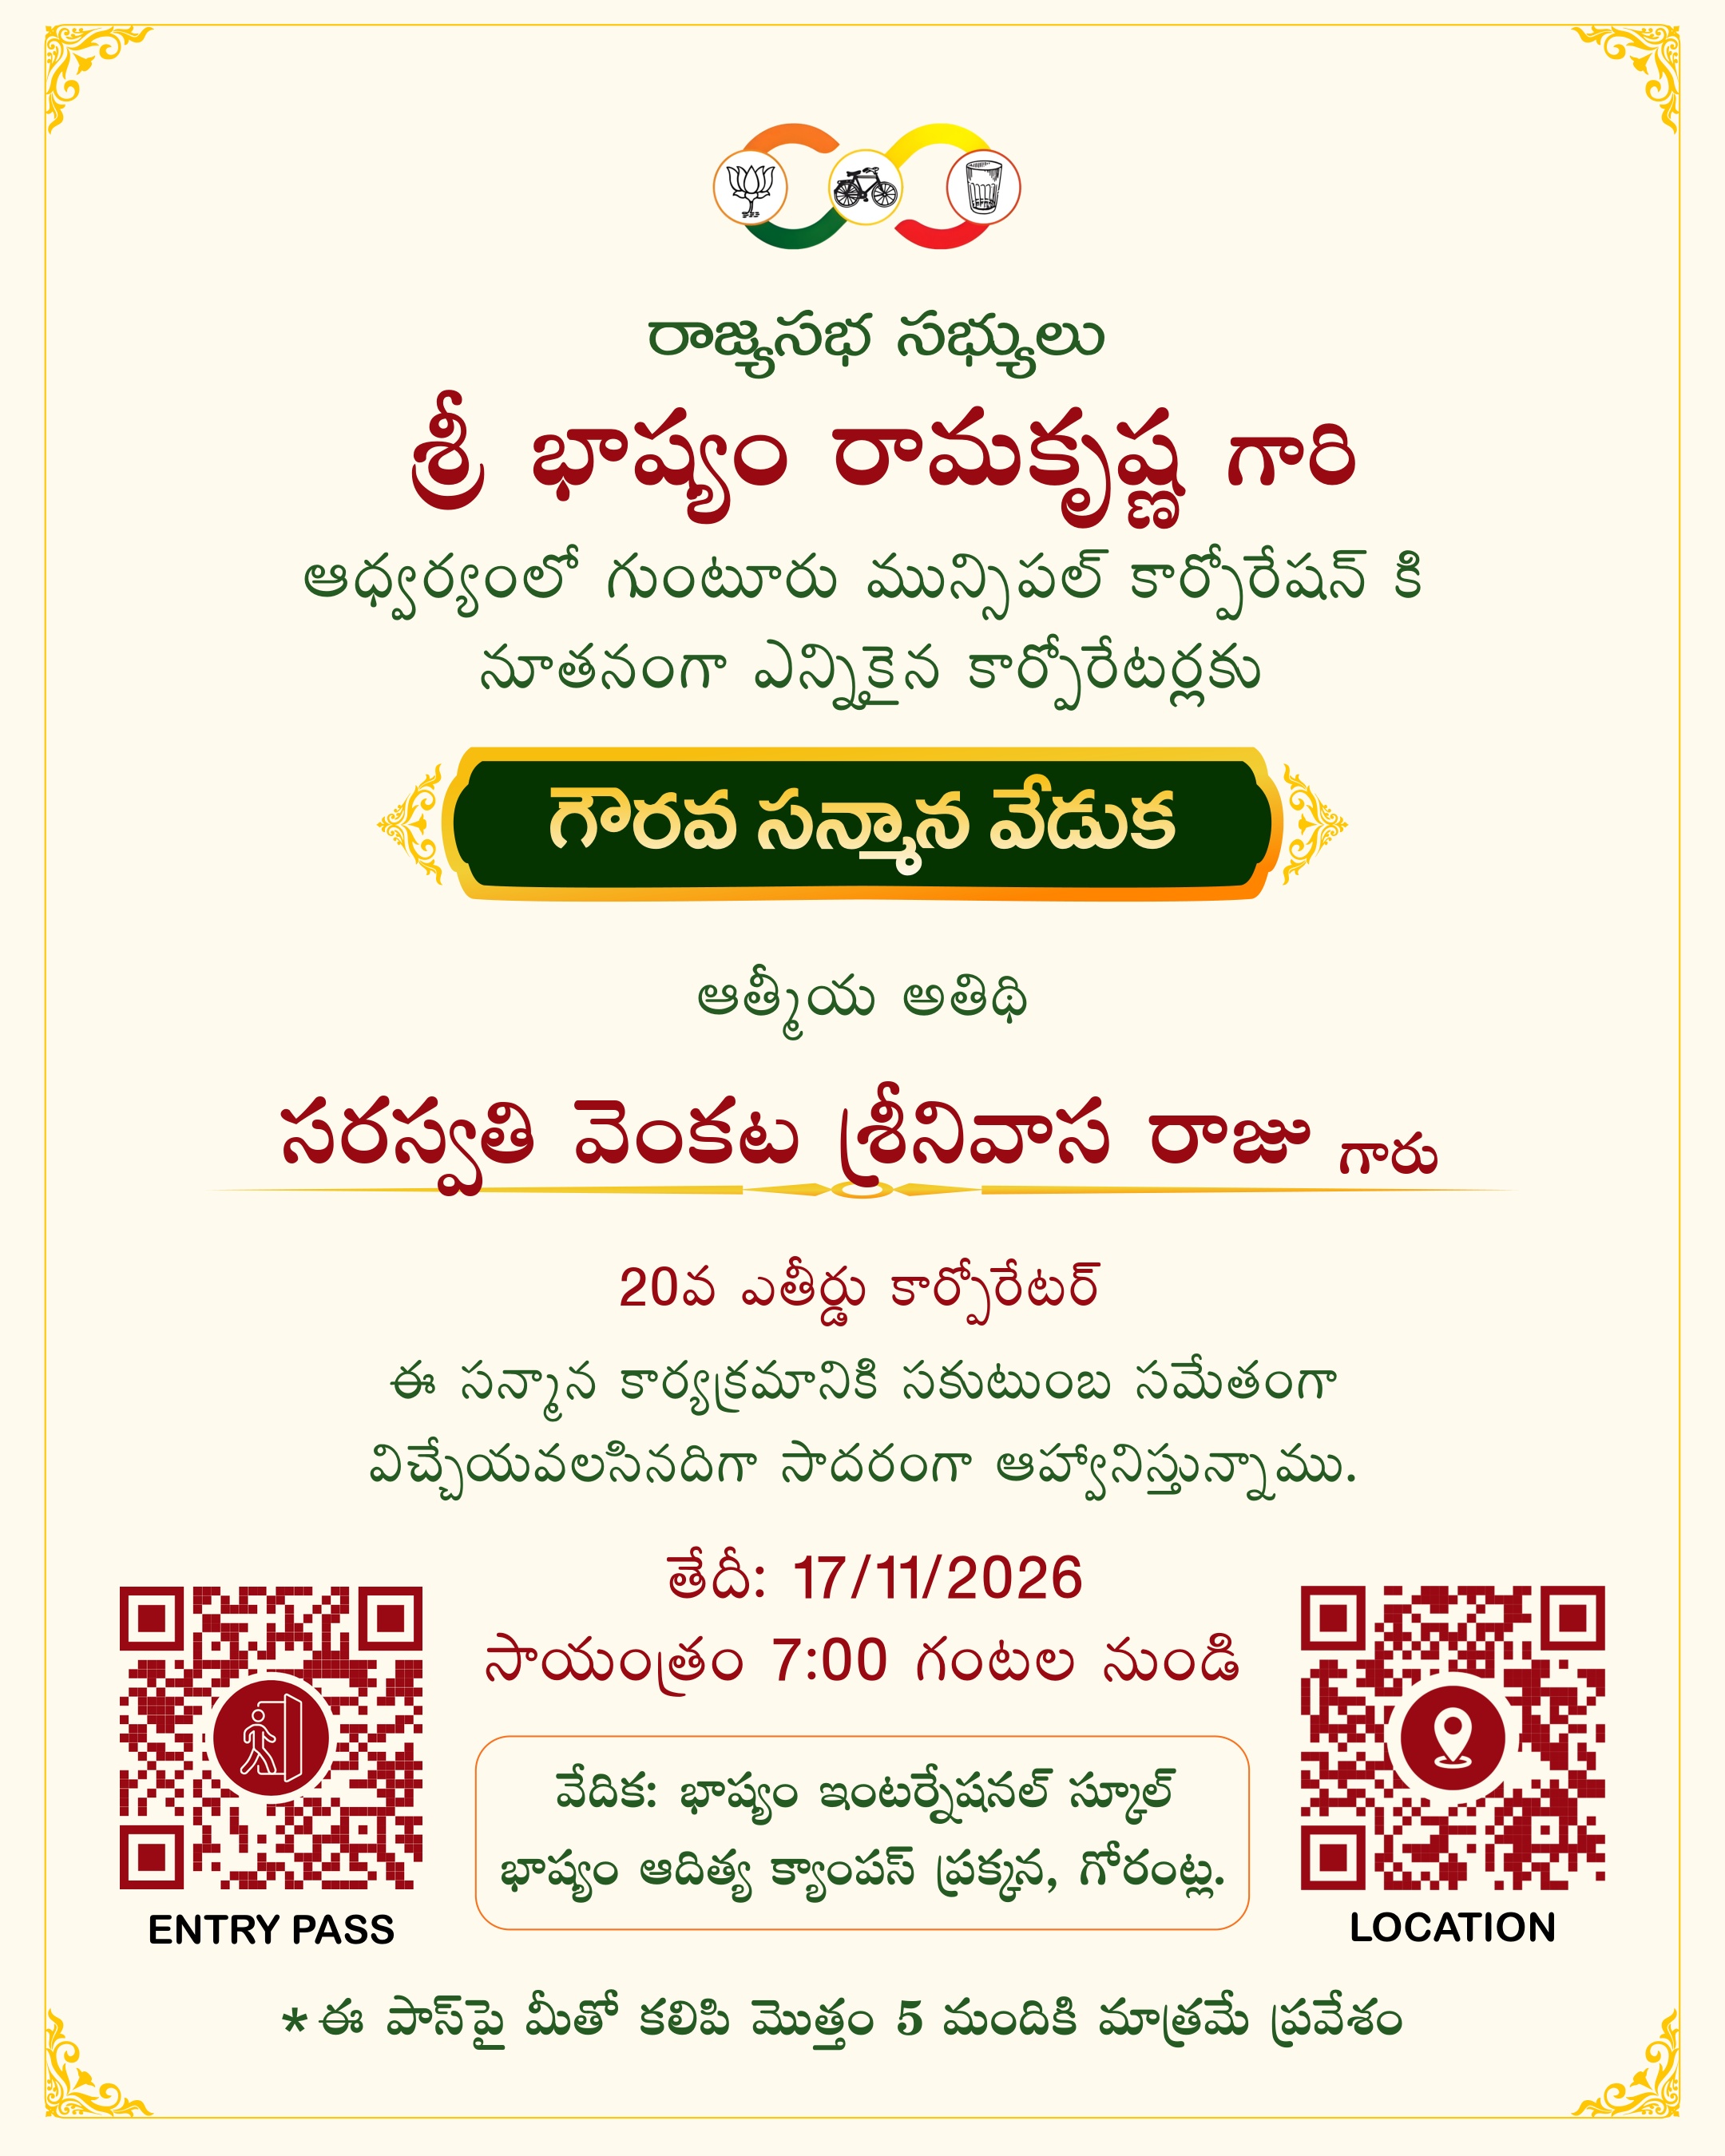 రాజ్యసభ సభ్యులు
శ్రీ భాష్యం రామకృష్ణ గారి
ఆధ్వర్యంలో గుంటూరు మున్సిపల్ కార్పోరేషన్ కి
నూతనంగా ఎన్నికైన కార్పోరేటర్లకు
గౌరవ సన్మాన వేడుక
ఆత్మీయ అతిథి
సరస్వతి వెంకట శ్రీనివాస రాజు గారు
20వ ఎతీర్డు కార్పోరేటర్
ఈ సన్మాన కార్యక్రమానికి సకుటుంబ సమేతంగా
విచ్చేయవలసినదిగా సాదరంగా ఆహ్వానిస్తున్నాము.
తేదీ: 17/11/2026
సాయంత్రం 7:00 గంటల నుండి
వేదిక: భాష్యం ఇంటర్నేషనల్ స్కూల్
భాష్యం ఆదిత్య క్యాంపస్ ప్రక్కన, గోరంట్ల.
ENTRY PASS
LOCATION
*ఈ పాస్‌పై మీతో కలిపి మొత్తం 5 మందికి మాత్రమే ప్రవేశం